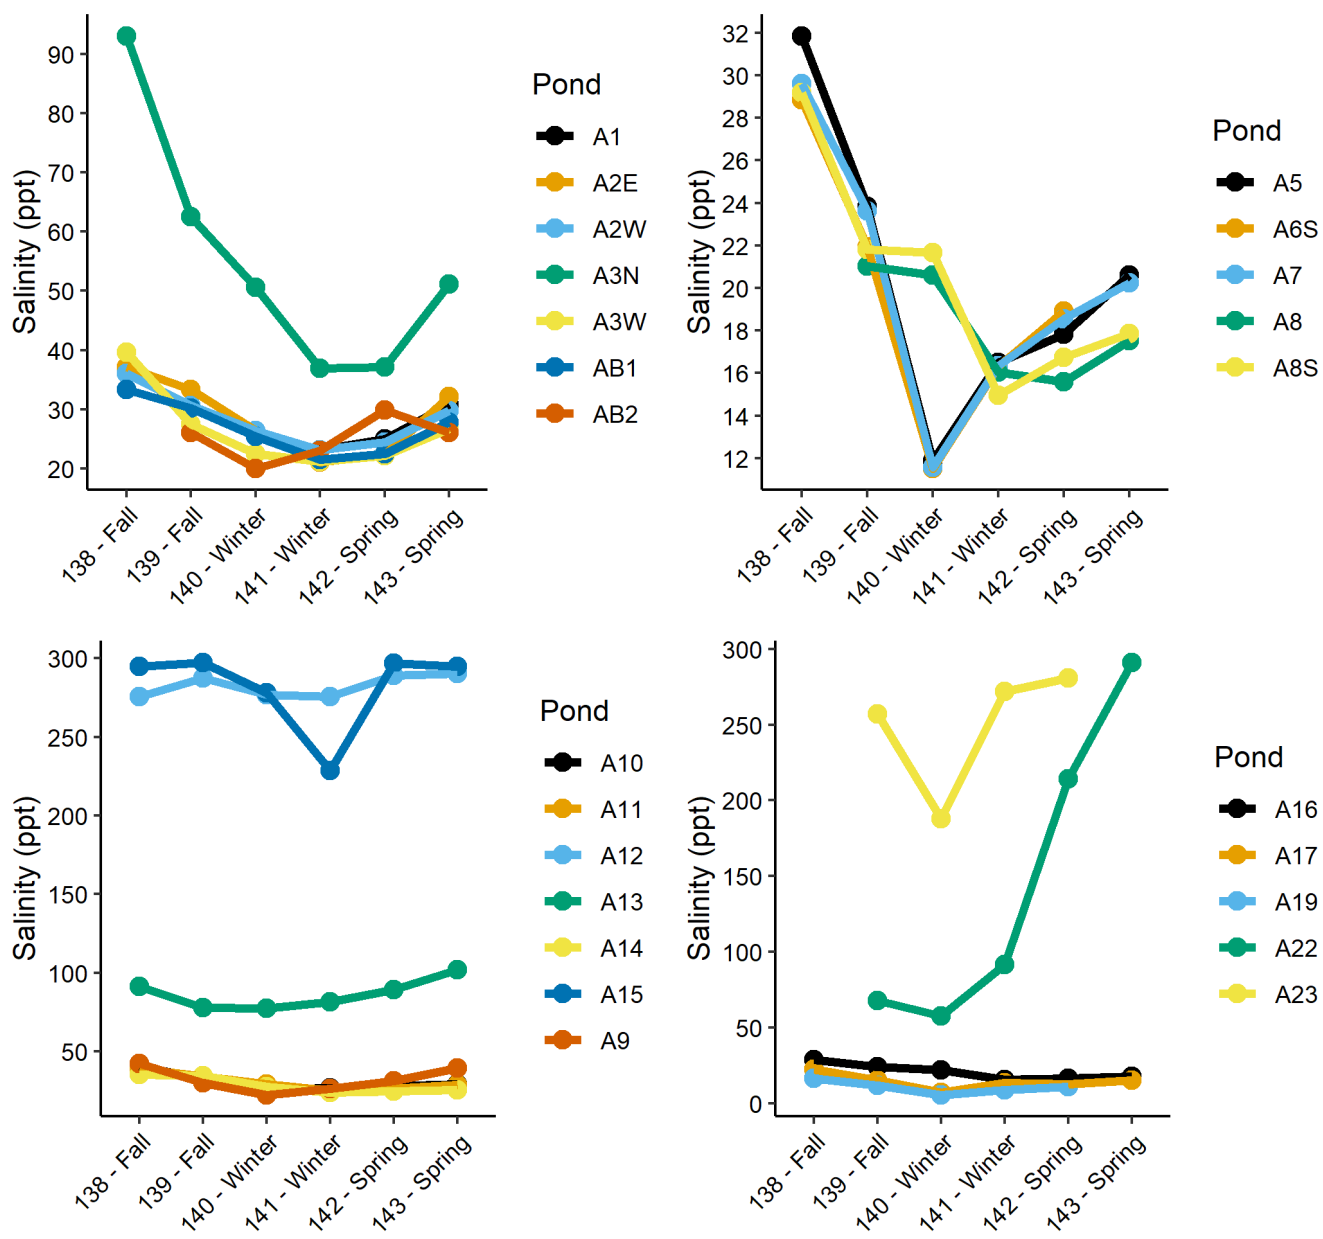 Salinity (ppt)
90
80
70
60
50
40
30
20
138 - Fall
139 - Fall
140 - Winter
141 - Winter
142 - Spring
143 - Spring
Pond
A1
A2E
A2W
A3N
A3W
AB1
AB2
Salinity (ppt)
32
30
28
26
24
22
20
18
16
14
12
138 - Fall
139 - Fall
140 - Winter
141 - Winter
142 - Spring
143 - Spring
Pond
A5
A6S
A7
A8
A8S
Salinity (ppt)
300
250
200
150
100
50
138 - Fall
139 - Fall
140 - Winter
141 - Winter
142 - Spring
143 - Spring
Pond
A10
A11
A12
A13
A14
A15
A9
Salinity (ppt)
300
250
200
150
100
50
0
138 - Fall
139 - Fall
140 - Winter
141 - Winter
142 - Spring
143 - Spring
Pond
A16
A17
A19
A22
A23